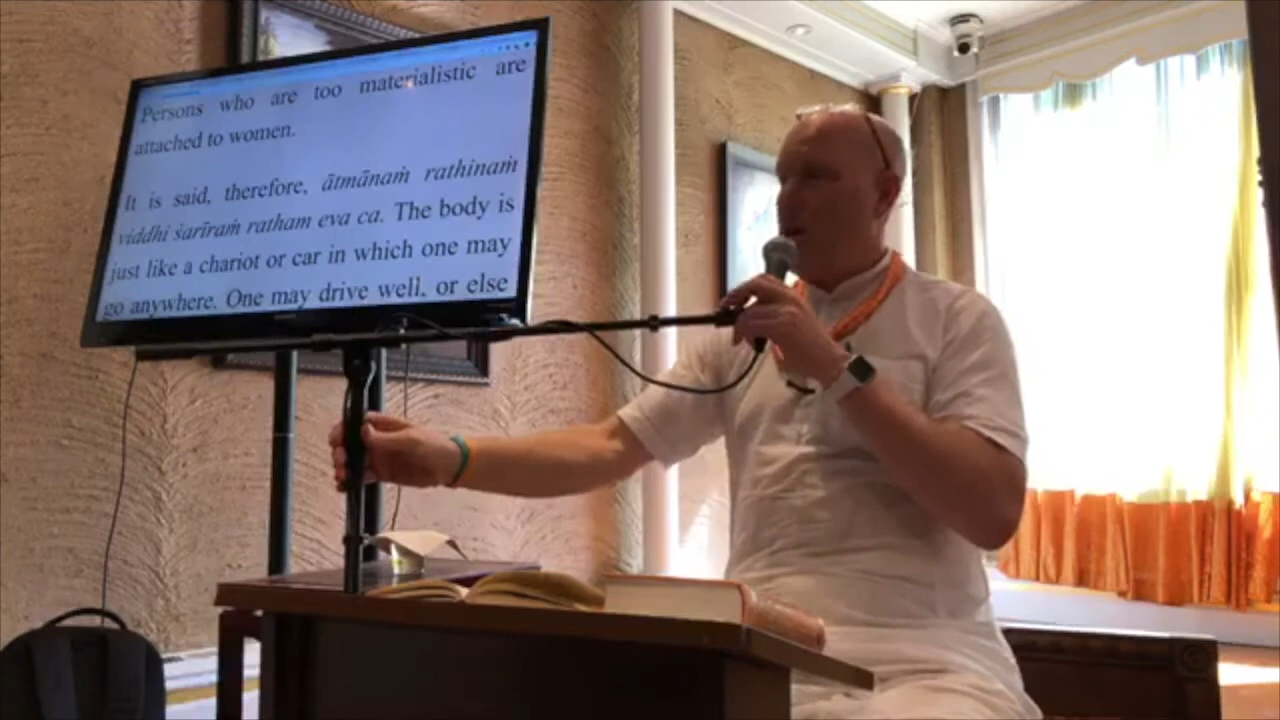 Persons who are too materialistic are
attached to women.
It is said, therefore, ātmānaṁ rathinaṁ
viddhi śarīraṁ ratham eva ca. The body is
just like a chariot or car in which one may
go anywhere. One may drive well, or else